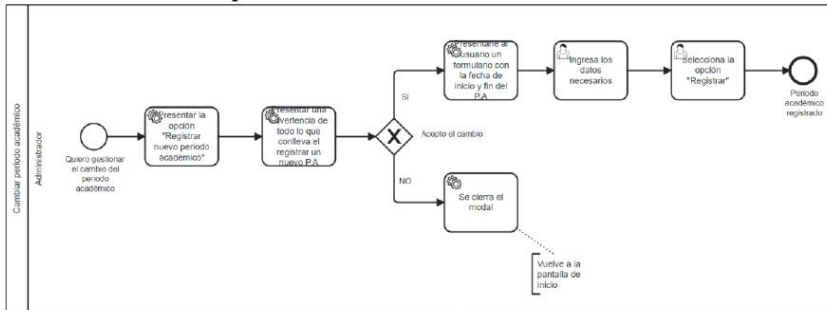 Cambiar periodo académico
Administrador
Quiero gestionar
el cambio del
periodo
académico
Presentar la
opción
"Registrar
nuevo periodo
académico"
Presentar una
advertencia de
todo lo que
conlleva el
registrar un
nuevo P.A
Acepto el cambio
SI
NO
Presentarle al
usuario un
formulario con
la fecha de
inicio y fin del
P.A
Ingresa los
datos
necesarios
Selecciona la
opción
"Registrar"
Periodo
académico
registrado
Se cierra el
modal
Vuelve a la
pantalla de
inicio